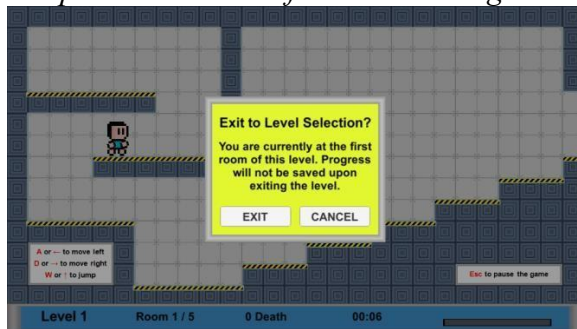 Exit to Level Selection?
You are currently at the first
room of this level. Progress
will not be saved upon
exiting the level.
EXIT CANCEL
A or ← to move left
D or → to move right
W or ↑ to jump
Esc to pause the game
Level 1 Room 1 / 5 0 Death 00:06